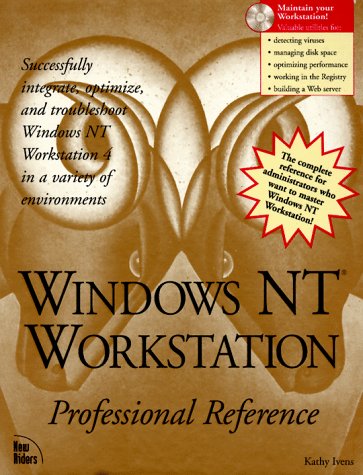 Maintain your
Workstation!
Valuable utilities for:
• detecting viruses
• managing disk space
• optimizing performance
• working in the Registry
• building a Web server
Successfully
integrate, optimize,
and troubleshoot
Windows NT
Workstation 4
in a variety of
environments
The complete
reference for
administrators who
want to master
Windows NT
Workstation!
WINDOWS NT®
WORKSTATION
Professional Reference
New
Riders
Kathy Ivens